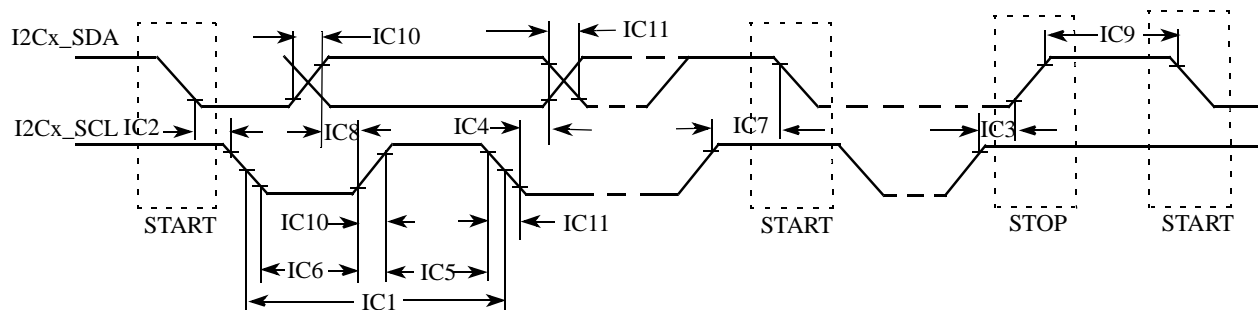 I2Cx_SDA
IC10
IC11
IC9
I2Cx_SCL
IC2
IC8
IC4
IC7
IC3
START
IC10
IC11
START
STOP
START
IC6
IC5
IC1